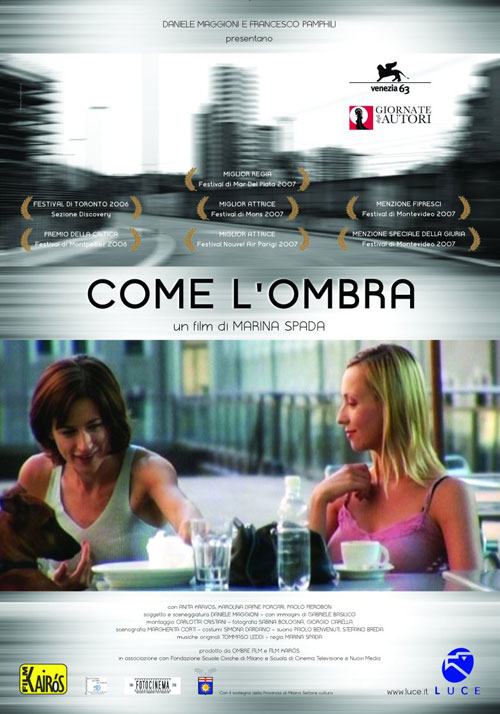 DANIELE MAGGIONI E FRANCESCO PAMPHILI
presentano
venezia 63
GIORNATE
degli AUTORI
MIGLIOR REGIA
Festival di Mar Del Plata 2007
FESTIVAL DI TORONTO 2006
Sezione Discovery
MIGLIOR ATTRICE
Festival di Mons 2007
MENZIONE FIPRESCI
Festival di Montevideo 2007
PREMIO DELLA CRITICA
Festival di Montpellier 2006
MIGLIOR ATTRICE
Festival Nouvel Air Parigi 2007
MENZIONE SPECIALE DELLA GIURIA
Festival di Montevideo 2007
COME L'OMBRA
un film di MARINA SPADA
con ANITA KRAVOS, KAROLINA DAFNE PORCARI, PAOLO PIEROBON
soggetto e sceneggiatura DANIELE MAGGIONI – con immagini di GABRIELE BASILICO
montaggio CARLOTTA CRISTIANI – fotografia SABINA BOLOGNA, GIORGIO CARELLA
scenografia MARGHERITA CORTI – costumi SIMONA DARDANO – suono PAOLO BENVENUTI, STEFANO BREDA
musiche originali TOMMASO LEDDI – regia MARINA SPADA
prodotto da OMBRE FILM e FILM KAIRÒS
in associazione con Fondazione Scuole Civiche di Milano e Scuola di Cinema Televisione e Nuovi Media
FILM KAIRÓS
FOTOCINEMA
Con il sostegno della Provincia di Milano Settore cultura
www.luce.it
LUCE